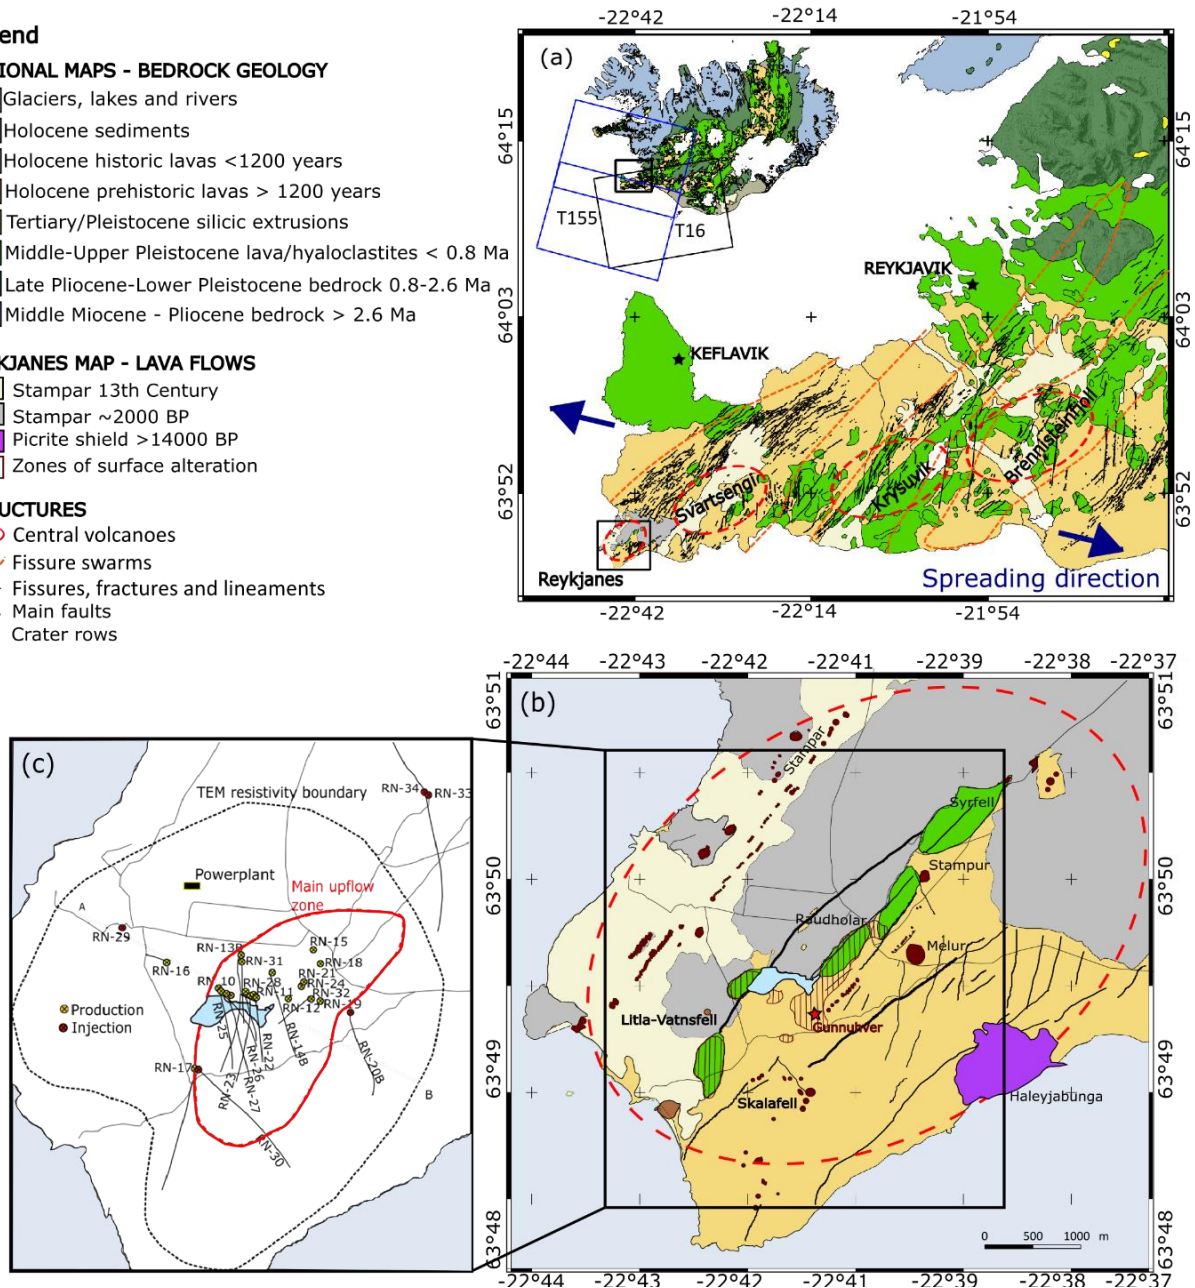 end
IONAL MAPS - BEDROCK GEOLOGY
Glaciers, lakes and rivers
Holocene sediments
Holocene historic lavas <1200 years
Holocene prehistoric lavas > 1200 years
Tertiary/Pleistocene silicic extrusions
Middle-Upper Pleistocene lava/hyaloclastites < 0.8 Ma
Late Pliocene-Lower Pleistocene bedrock 0.8-2.6 Ma
Middle Miocene - Pliocene bedrock > 2.6 Ma
KJANES MAP - LAVA FLOWS
Stampar 13th Century
Stampar ~2000 BP
Picrite shield >14000 BP
Zones of surface alteration
UCTURES
Central volcanoes
Fissure swarms
Fissures, fractures and lineaments
Main faults
Crater rows
-22°42 -22°14 -21°54
(a)
64°15
64°15
T155
T16
REYKJAVIK
64°03
64°03
KEFLAVIK
Brennisteinfjoll
Svartsengi
Krysuvik
63°52
63°52
Reykjanes
Spreading direction
-22°42 -22°14 -21°54
-22°44 -22°43 -22°42 -22°41 -22°39 -22°38 -22°37
63°51
63°51
(b)
Stampar
Syrfell
Stampur
63°50
63°50
Raudholar
Melur
Litla-Vatnsfell
Gunnuhver
63°49
63°49
Skalafell
Haleyjabunga
63°48
63°48
0 500 1000 m
-22°44 -22°43 -22°42 -22°41 -22°39 -22°38 -22°37
(c)
TEM resistivity boundary
RN-34
RN-33
Powerplant
Main upflow
zone
A
RN-29
RN-13B
RN-15
RN-16
RN-31
RN-18
RN-10
RN-28
RN-21
RN-24
RN-11
RN-32
RN-12
RN-19
Production
Injection
RN-25
RN-22
RN-14B
RN-17
RN-23
RN-26
RN-27
RN-20B
B
RN-30